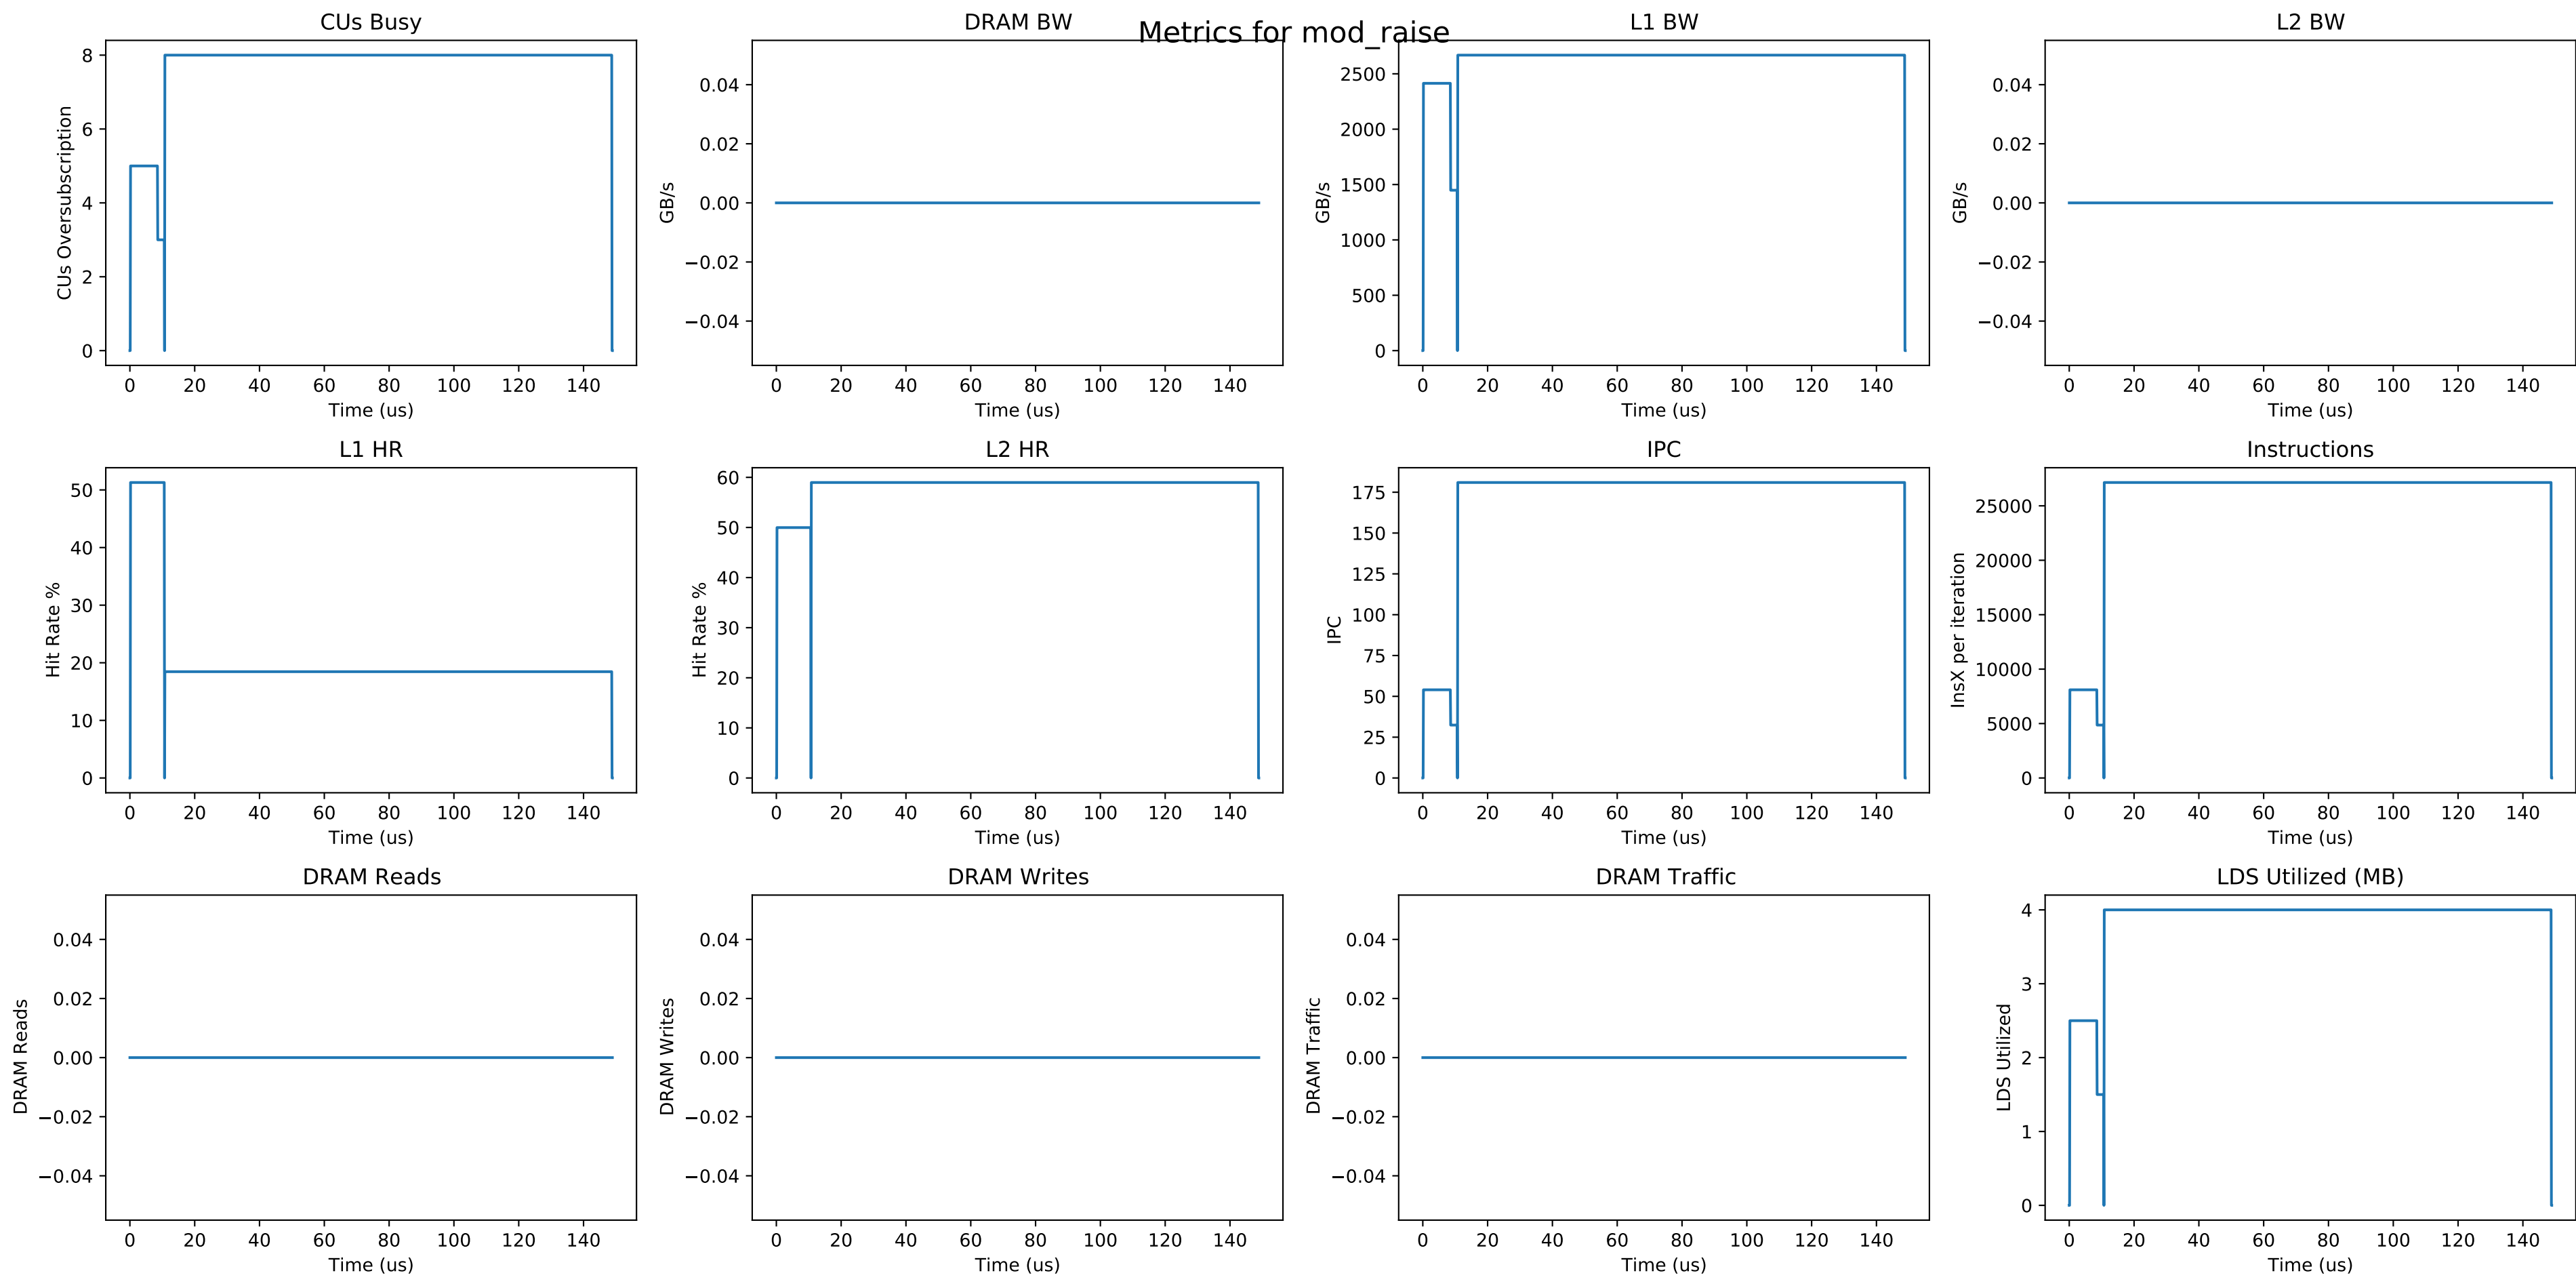 Metrics for mod_raise
CUs Busy
CUs Oversubscription
8
6
4
2
0
0 20 40 60 80 100 120 140
Time (us)
DRAM BW
GB/s
0.04
0.02
0.00
−0.02
−0.04
0 20 40 60 80 100 120 140
Time (us)
L1 BW
GB/s
2500
2000
1500
1000
500
0
0 20 40 60 80 100 120 140
Time (us)
L2 BW
GB/s
0.04
0.02
0.00
−0.02
−0.04
0 20 40 60 80 100 120 140
Time (us)
L1 HR
Hit Rate %
50
40
30
20
10
0
0 20 40 60 80 100 120 140
Time (us)
L2 HR
Hit Rate %
60
50
40
30
20
10
0
0 20 40 60 80 100 120 140
Time (us)
IPC
IPC
175
150
125
100
75
50
25
0
0 20 40 60 80 100 120 140
Time (us)
Instructions
InsX per iteration
25000
20000
15000
10000
5000
0
0 20 40 60 80 100 120 140
Time (us)
DRAM Reads
DRAM Reads
0.04
0.02
0.00
−0.02
−0.04
0 20 40 60 80 100 120 140
Time (us)
DRAM Writes
DRAM Writes
0.04
0.02
0.00
−0.02
−0.04
0 20 40 60 80 100 120 140
Time (us)
DRAM Traffic
DRAM Traffic
0.04
0.02
0.00
−0.02
−0.04
0 20 40 60 80 100 120 140
Time (us)
LDS Utilized (MB)
LDS Utilized
4
3
2
1
0
0 20 40 60 80 100 120 140
Time (us)